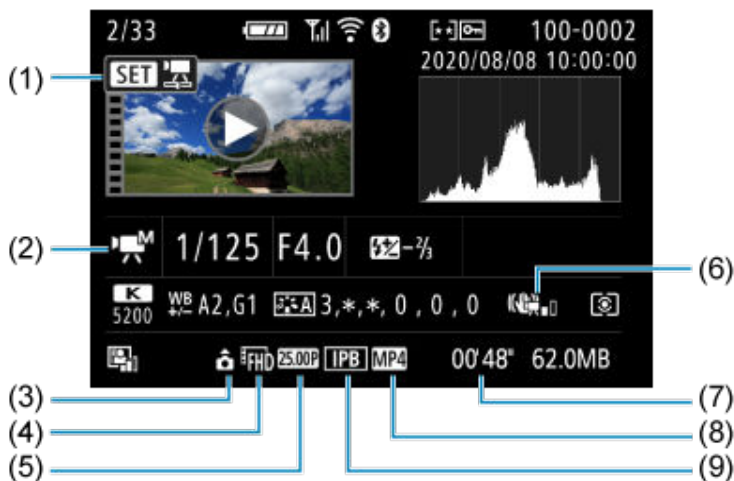 2/33 100-0002
2020/08/08 10:00:00
(1) SET
(2) M 1/125 F4.0 -⅔
(6)
K
5200 WB +/- A2,G1 A 3,*,*,0,0,0
FHD 25.00P IPB MP4 00'48" 62.0MB
(3) (7)
(4) (8)
(5) (9)